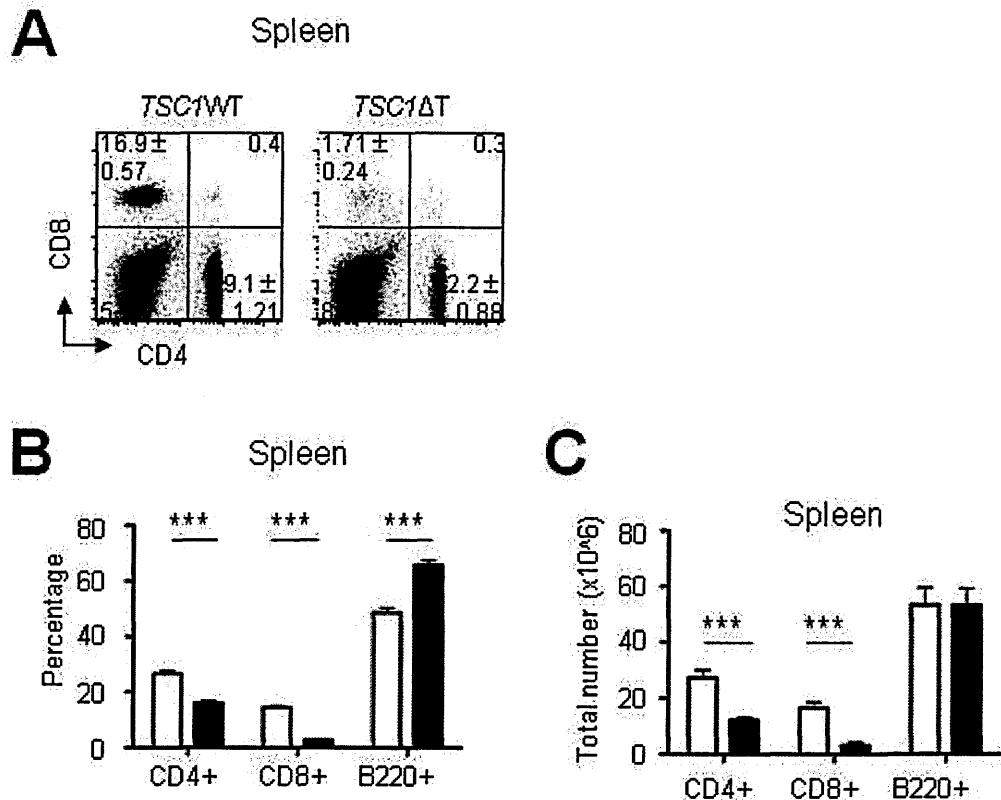 A
Spleen
TSC1WT
TSC1ΔT
16.9 ±
0.57
0.4
1.71 ±
0.24
0.3
CD8
9.1 ±
1.21
5
2.2 ±
0.88
8
CD4
B
Spleen
80
60
40
20
0
Percentage
***
***
***
CD4+
CD8+
B220+
C
Spleen
80
60
40
20
0
Total number (x10^6)
***
***
CD4+
CD8+
B220+